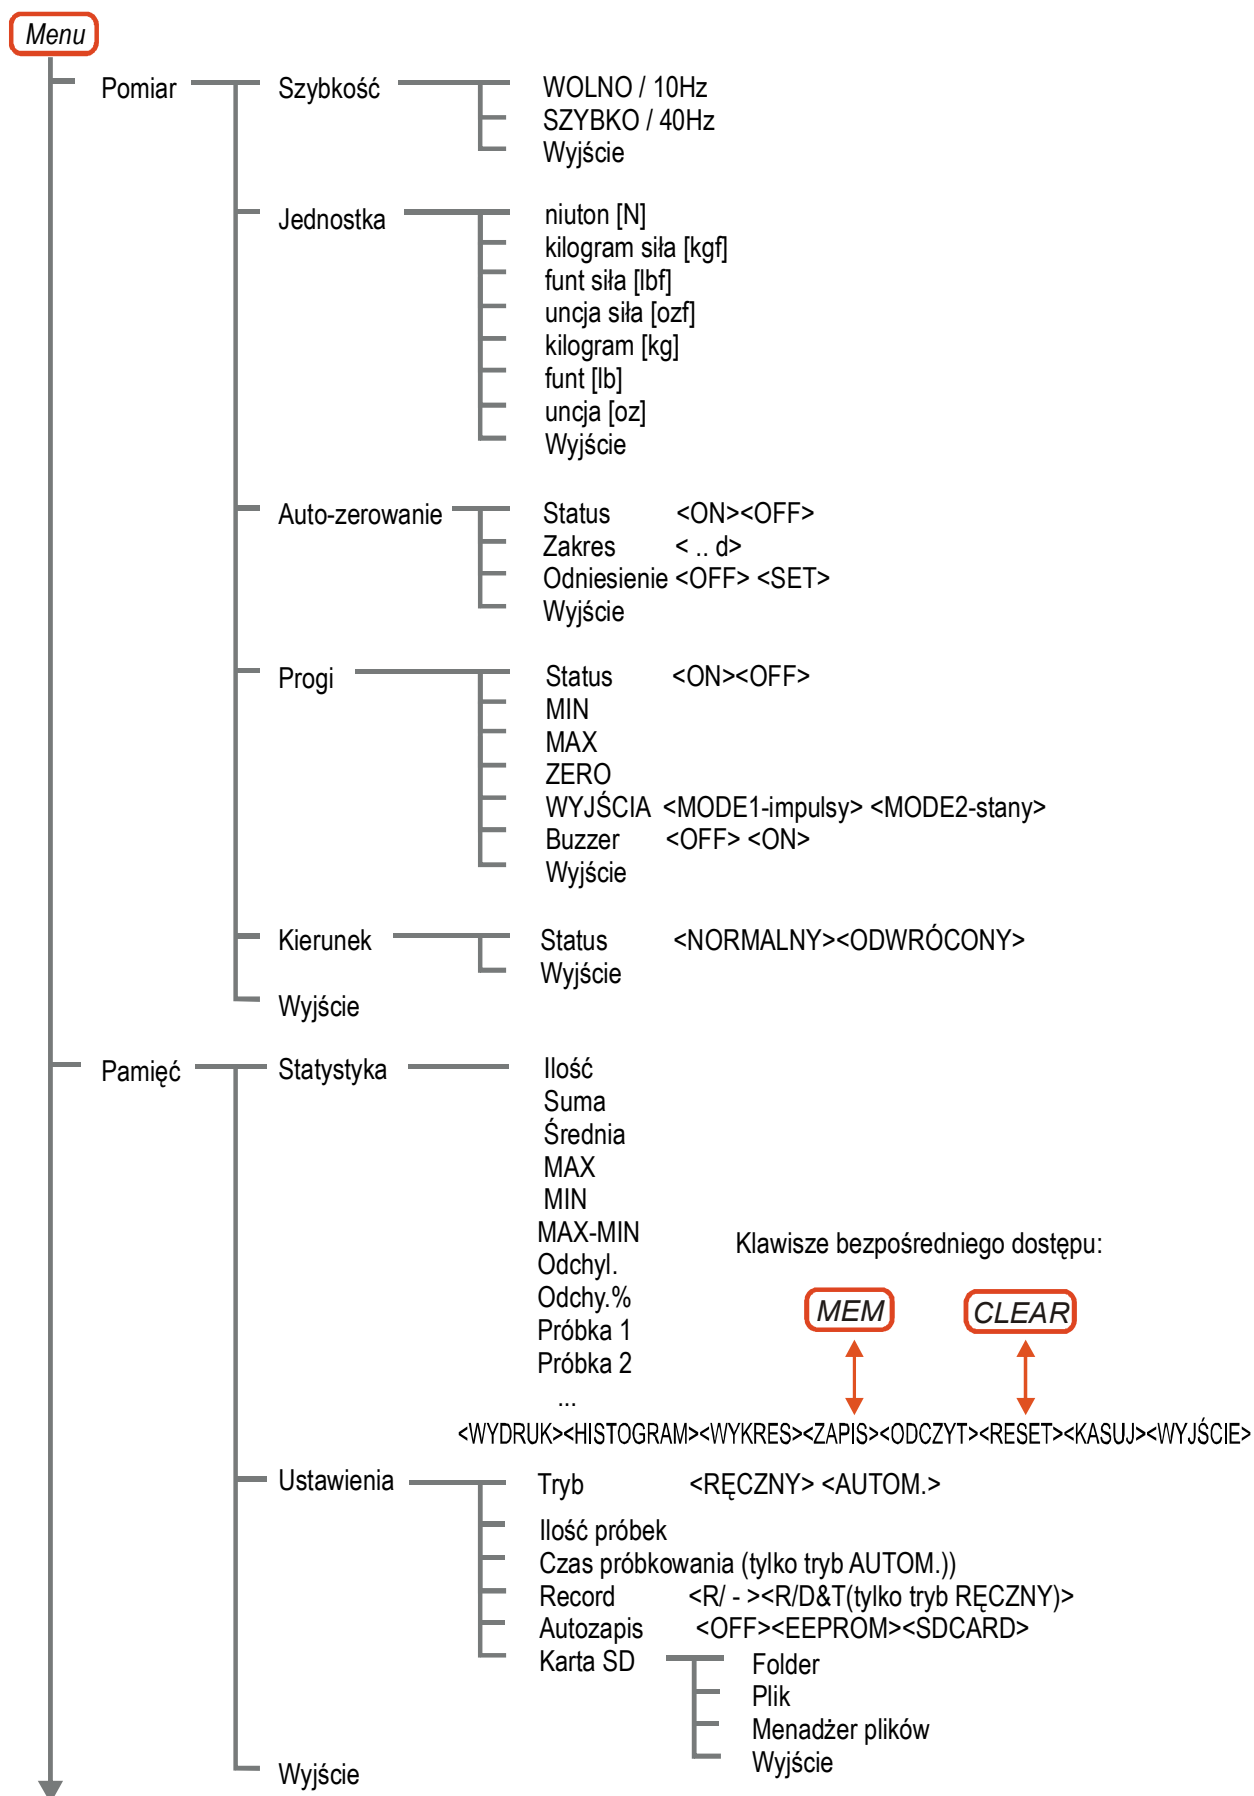 Menu
Pomiar Szybkość WOLNO / 10Hz
SZYBKO / 40Hz
Wyjście
Jednostka niuton [N]
kilogram siła [kgf]
funt siła [lbf]
uncja siła [ozf]
kilogram [kg]
funt [lb]
uncja [oz]
Wyjście
Auto-zerowanie Status <ON><OFF>
Zakres < .. d>
Odniesienie <OFF> <SET>
Wyjście
Progi Status <ON><OFF>
MIN
MAX
ZERO
WYJŚCIA <MODE1-impulsy> <MODE2-stany>
Buzzer <OFF> <ON>
Wyjście
Kierunek Status <NORMALNY><ODWRÓCONY>
Wyjście
Wyjście
Pamięć Statystyka Ilość
Suma
Średnia
MAX
MIN
MAX-MIN
Klawisze bezpośredniego dostępu:
Odchyl.
Odchy.%
MEM CLEAR
Próbka 1
Próbka 2
...
<WYDRUK><HISTOGRAM><WYKRES><ZAPIS><ODCZYT><RESET><KASUJ><WYJŚCIE>
Ustawienia Tryb <RĘCZNY> <AUTOM.>
Ilość próbek
Czas próbkowania (tylko tryb AUTOM.))
Record <R/ - ><R/D&T(tylko tryb RĘCZNY)>
Autozapis <OFF><EEPROM><SDCARD>
Karta SD Folder
Plik
Menadżer plików
Wyjście
Wyjście